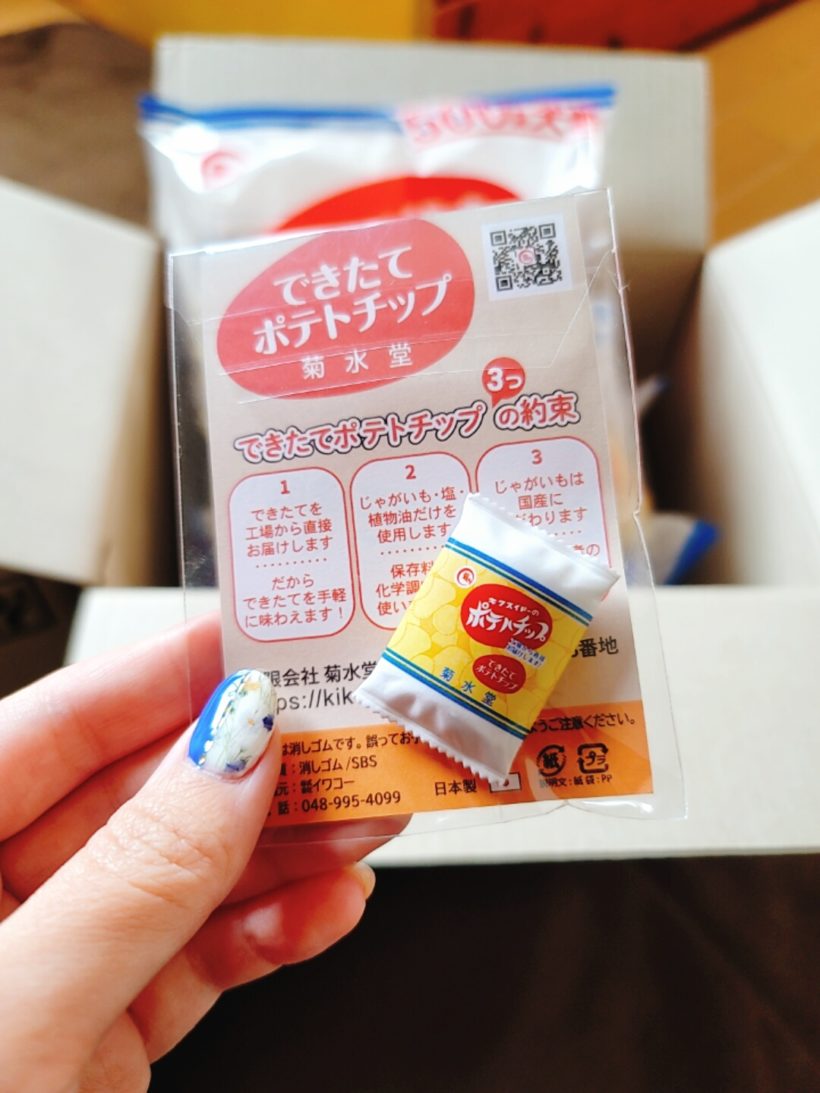 できたて
ポテトチップ
菊水堂
3つ
できたてポテトチップの約束
1
できたてを
工場から直接
お届けします
だから
できたてを手軽
に味わえます！
2
じゃがいも・塩・
植物油だけを
使用します
保存料
化学調
使い
3
じゃがいもは
国産に
だわります
の
ポテトチップ
できたて
ポテトチップ
菊水堂
限会社 菊水堂
番地
ps://kik
ようご注意ください。
は消しゴムです。誤ってお
：消しゴム/SBS
元：㈱イワコー
話：048-995-4099
日本製
紙
プラ
説明文：紙 袋：PP